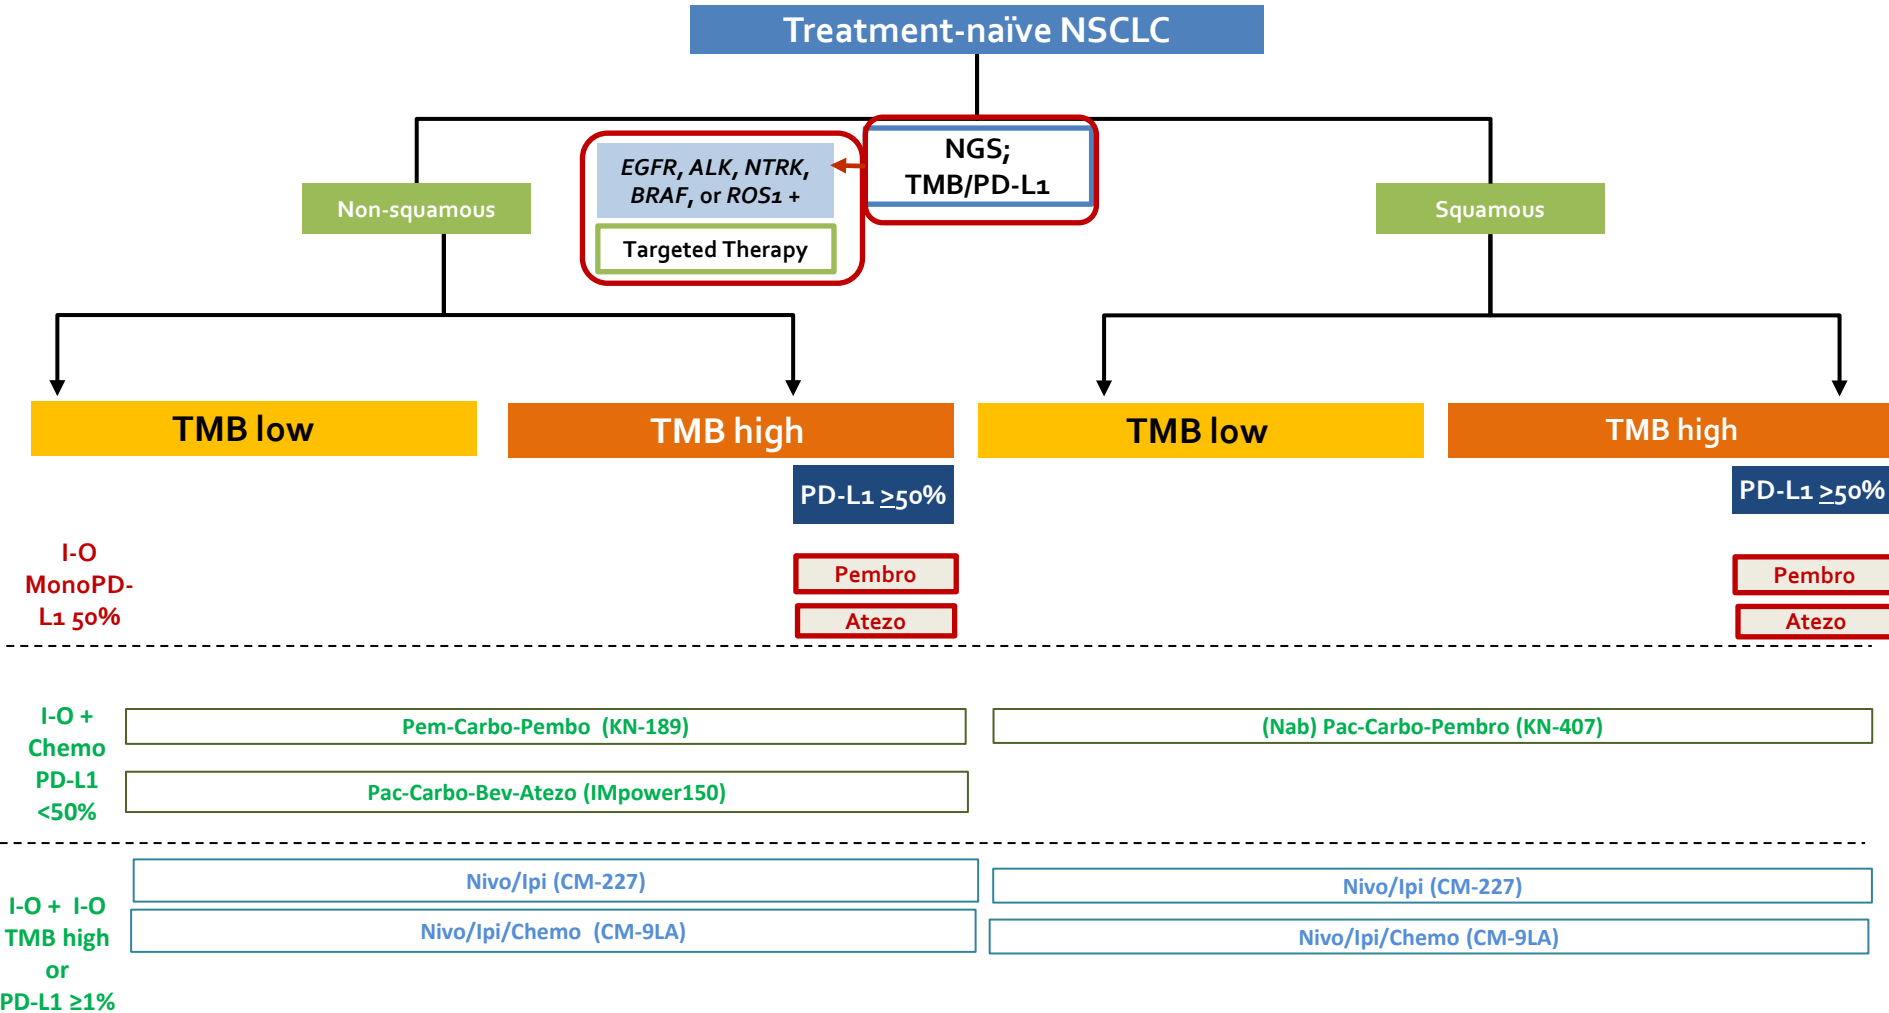 Treatment-naïve NSCLC
NGS;
TMB/PD-L1
EGFR, ALK, NTRK,
BRAF, or ROS1 +
Targeted Therapy
Non-squamous
Squamous
TMB low
TMB high
TMB low
TMB high
PD-L1 ≥50%
PD-L1 ≥50%
I-O
MonoPD-
L1 50%
Pembro
Atezo
Pembro
Atezo
I-O +
Chemo
PD-L1
<50%
Pem-Carbo-Pembo (KN-189)
(Nab) Pac-Carbo-Pembro (KN-407)
Pac-Carbo-Bev-Atezo (IMpower150)
I-O + I-O
TMB high
or
PD-L1 ≥1%
Nivo/Ipi (CM-227)
Nivo/Ipi (CM-227)
Nivo/Ipi/Chemo (CM-9LA)
Nivo/Ipi/Chemo (CM-9LA)